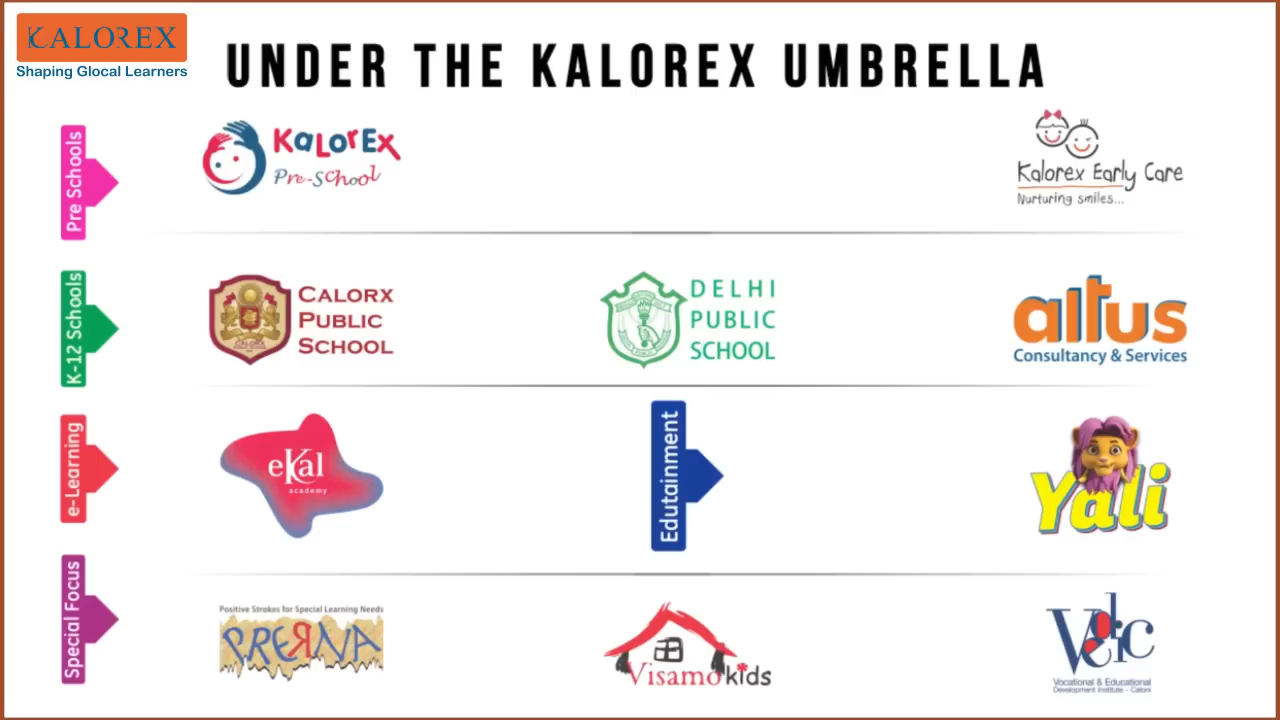 KALOREX
Shaping Glocal Learners
UNDER THE KALOREX UMBRELLA
Pre Schools
KaLorEx
Pre-School
Kalorex Early Care
Nurturing smiles...
K-12 Schools
CALORX
PUBLIC
SCHOOL
DELHI
PUBLIC
SCHOOL
altus
Consultancy & Services
e-Learning
eKal
academy
Edutainment
Yali
Special Focus
Positive Strokes for Special Learning Needs
PRERNA
Visamo kids
Vedic
Vocational & Educational
Development Institute - Calorx